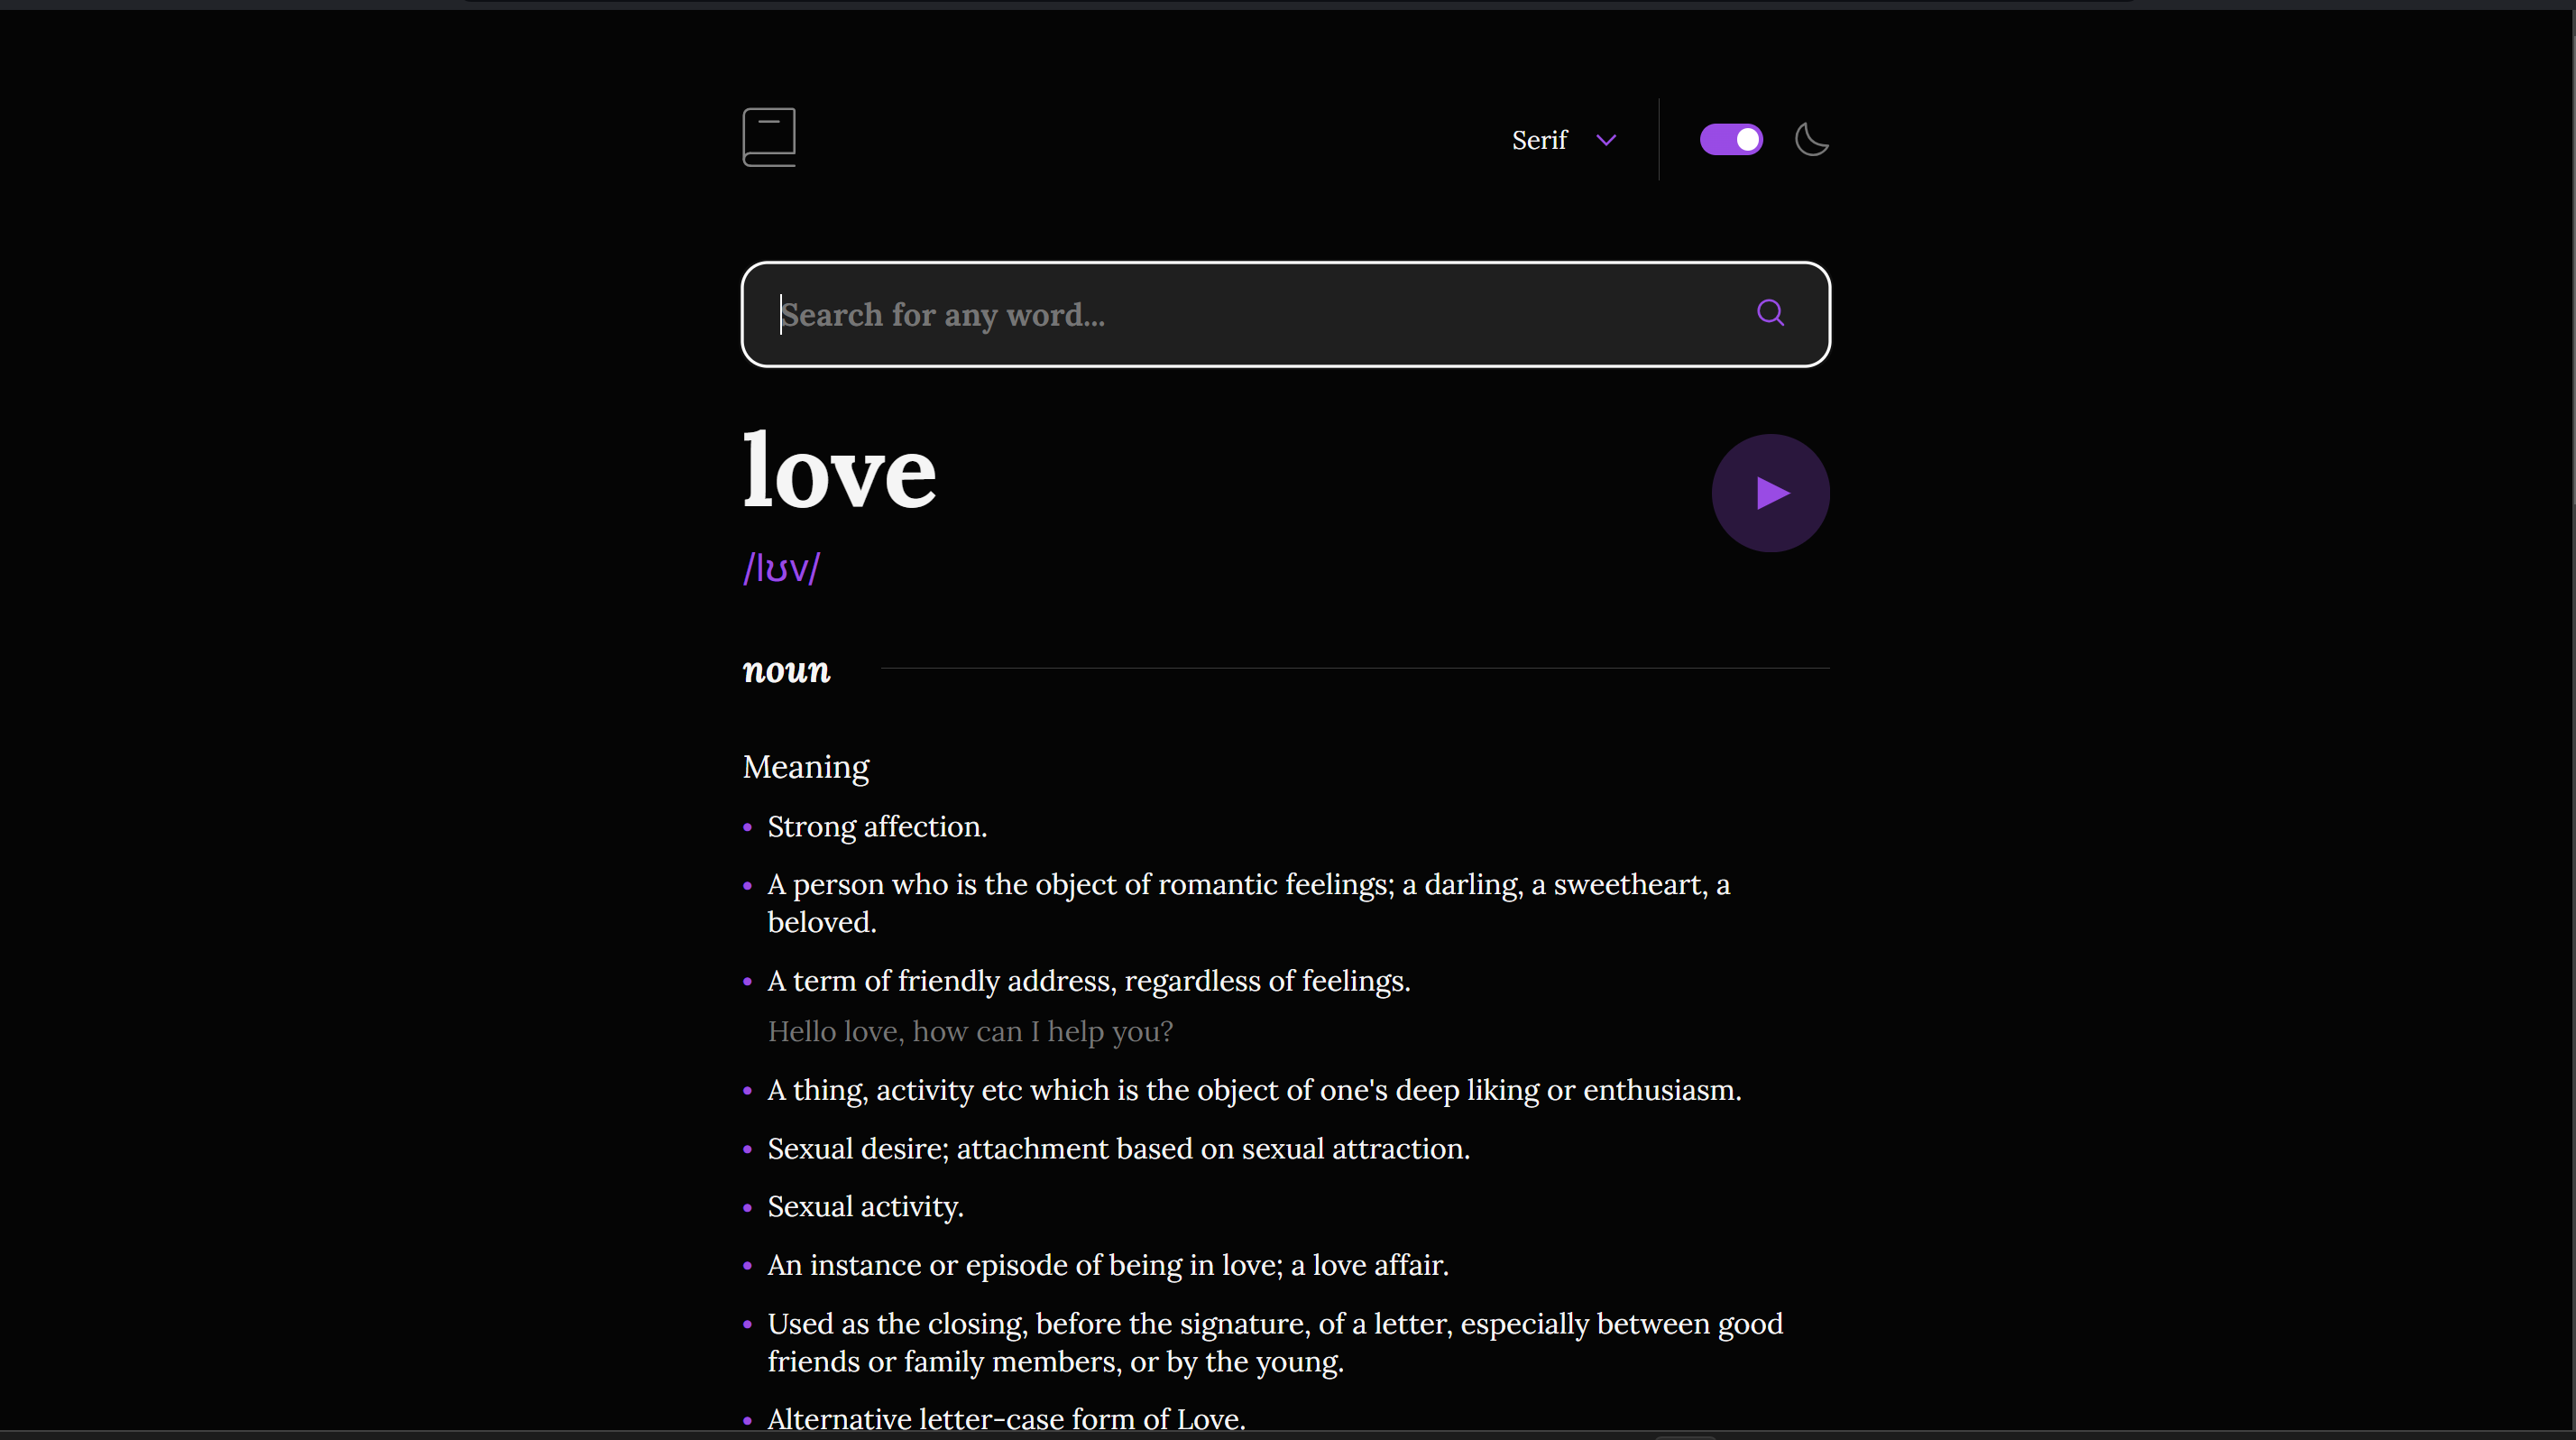 Serif
Search for any word...
love
/lʊv/
noun
Meaning
• Strong affection.
• A person who is the object of romantic feelings; a darling, a sweetheart, a
beloved.
• A term of friendly address, regardless of feelings.
Hello love, how can I help you?
• A thing, activity etc which is the object of one's deep liking or enthusiasm.
• Sexual desire; attachment based on sexual attraction.
• Sexual activity.
• An instance or episode of being in love; a love affair.
• Used as the closing, before the signature, of a letter, especially between good
friends or family members, or by the young.
• Alternative letter-case form of Love.